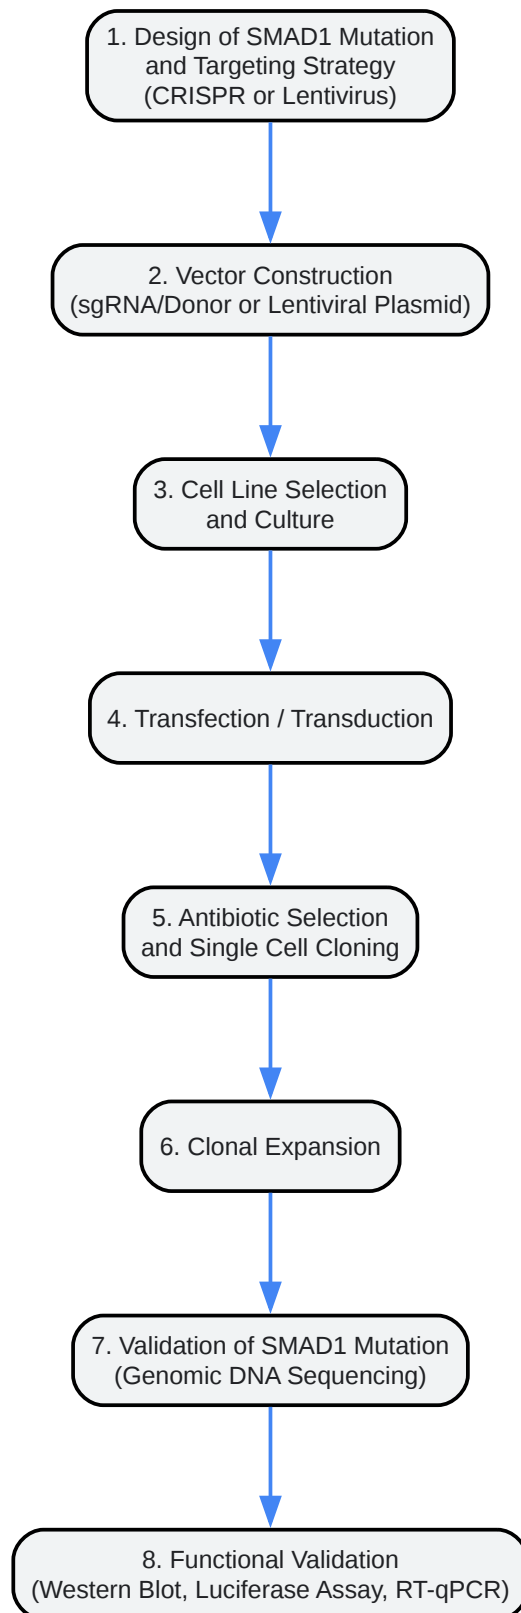 1. Design of SMAD1 Mutation
and Targeting Strategy
(CRISPR or Lentivirus)
2. Vector Construction
(sgRNA/Donor or Lentiviral Plasmid)
3. Cell Line Selection
and Culture
4. Transfection / Transduction
5. Antibiotic Selection
and Single Cell Cloning
6. Clonal Expansion
7. Validation of SMAD1 Mutation
(Genomic DNA Sequencing)
8. Functional Validation
(Western Blot, Luciferase Assay, RT-qPCR)